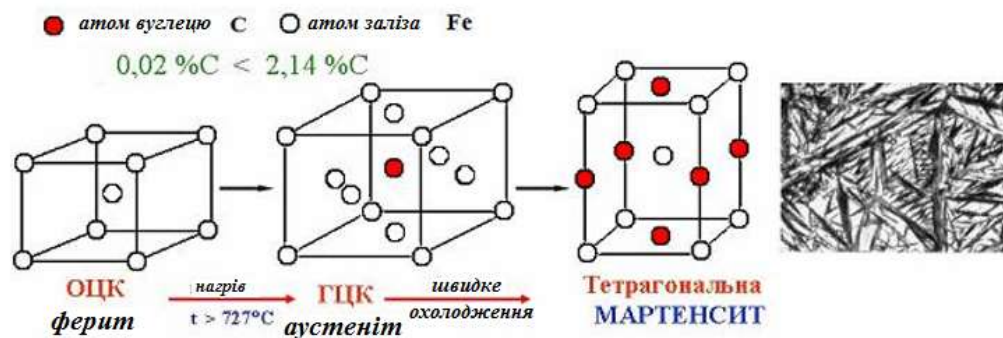 атом вуглецю C атом заліза Fe
0,02 %C < 2,14 %C
ОЦК нагрів ГЦК швидке Тетрагональна
ферит t > 727°C аустеніт охолодження МАРТЕНСИТ